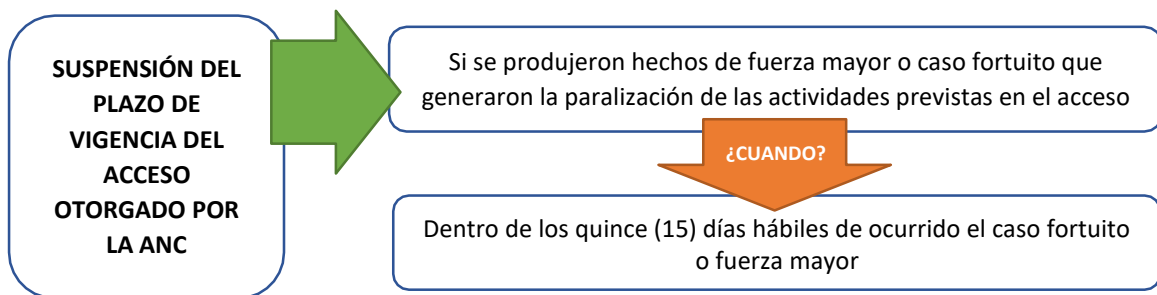 SUSPENSIÓN DEL
PLAZO DE
VIGENCIA DEL
ACCESO
OTORGADO POR
LA ANC
Si se produjeron hechos de fuerza mayor o caso fortuito que
generaron la paralización de las actividades previstas en el acceso
¿CUANDO?
Dentro de los quince (15) días hábiles de ocurrido el caso fortuito
o fuerza mayor